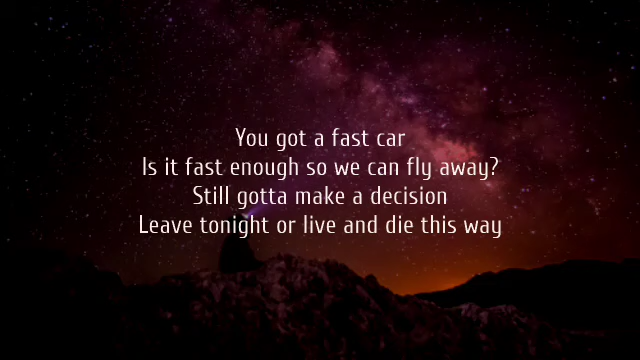 You got a fast car
Is it fast enough so we can fly away?
Still gotta make a decision
Leave tonight or live and die this way